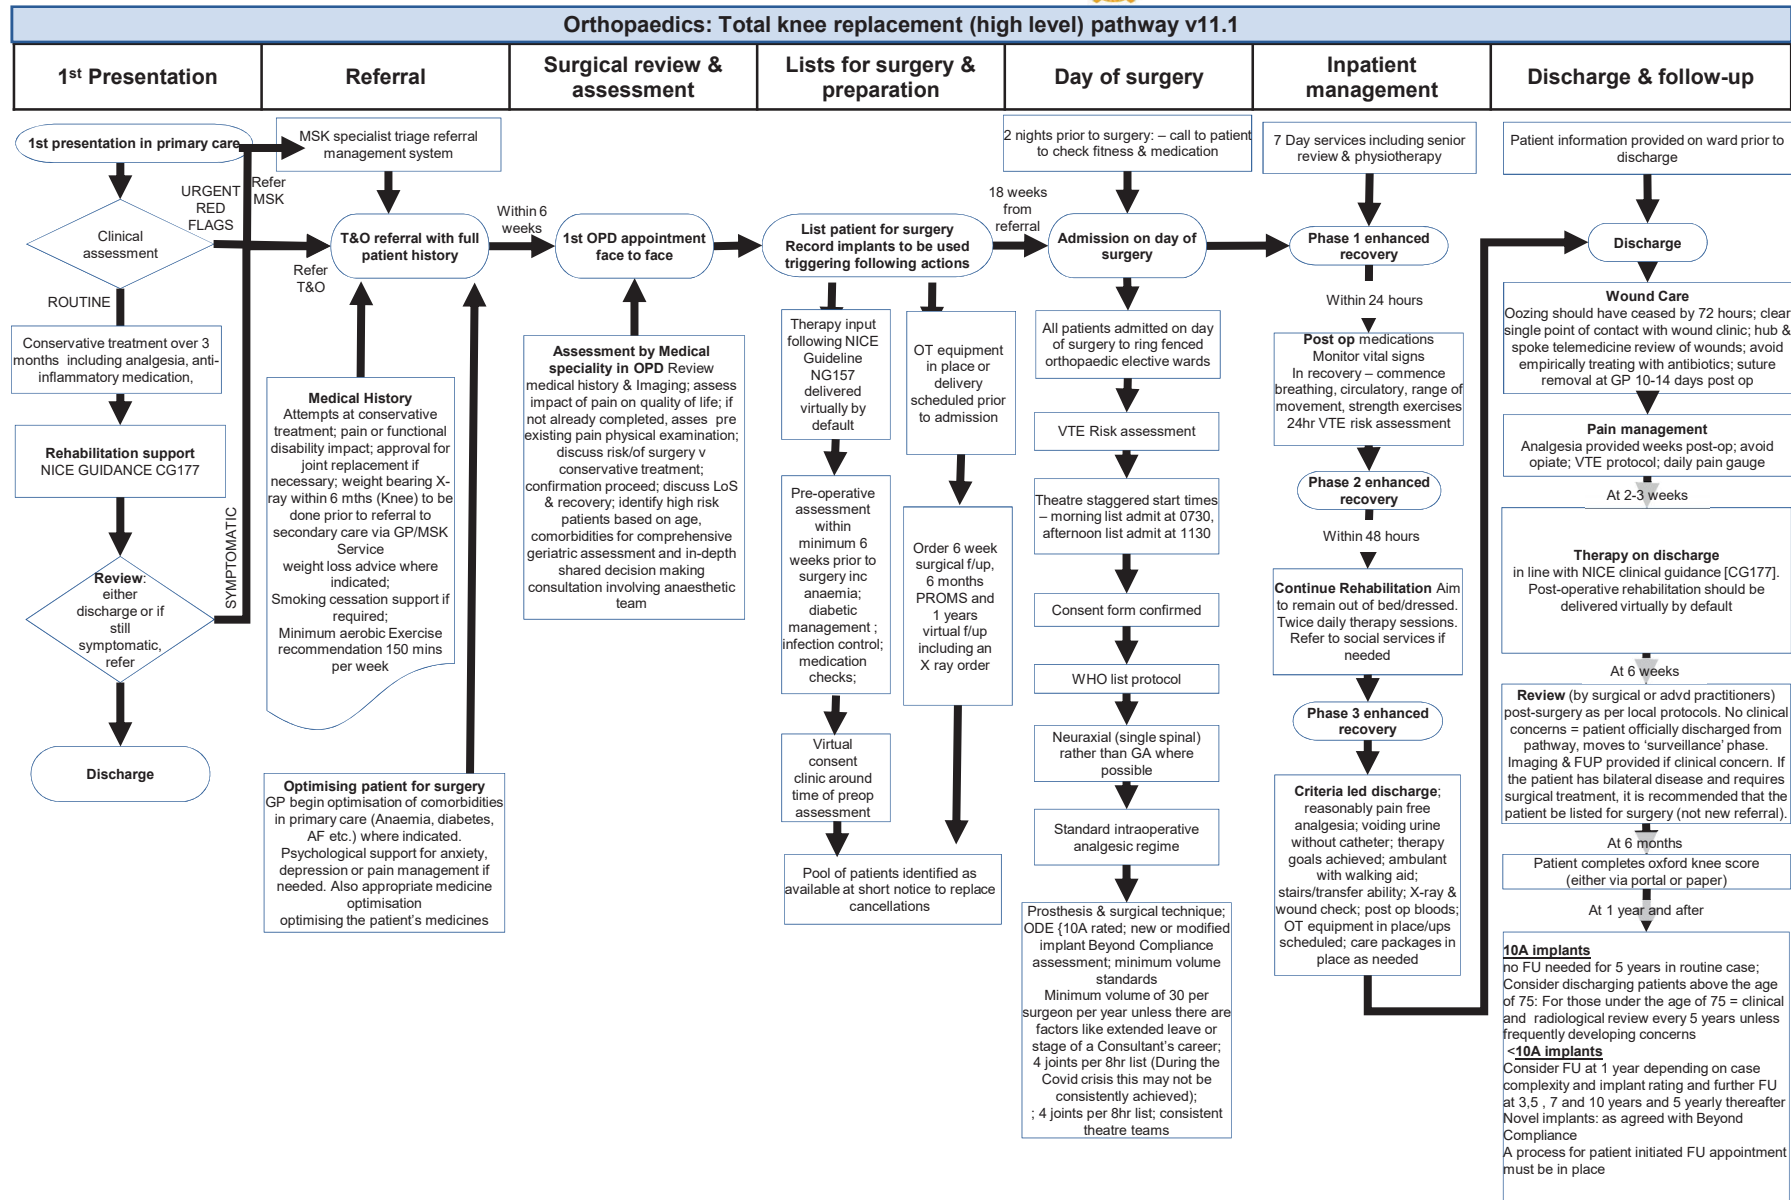 Orthopaedics: Total knee replacement (high level) pathway v11.1
1st Presentation
Referral
Surgical review &
assessment
Lists for surgery &
preparation
Day of surgery
Inpatient
management
Discharge & follow-up
1st presentation in primary care
Clinical
assessment
URGENT
RED
FLAGS
Refer
MSK
ROUTINE
Conservative treatment over 3
months including analgesia, anti-
inflammatory medication,
Rehabilitation support
NICE GUIDANCE CG177
Review:
either
discharge or if
still
symptomatic,
refer
SYMPTOMATIC
Discharge
MSK specialist triage referral
management system
T&O referral with full
patient history
Refer
T&O
Within 6
weeks
Medical History
Attempts at conservative
treatment; pain or functional
disability impact; approval for
joint replacement if
necessary; weight bearing X-
ray within 6 mths (Knee) to be
done prior to referral to
secondary care via GP/MSK
Service
weight loss advice where
indicated;
Smoking cessation support if
required;
Minimum aerobic Exercise
recommendation 150 mins
per week
Optimising patient for surgery
GP begin optimisation of comorbidities
in primary care (Anaemia, diabetes,
AF etc.) where indicated.
Psychological support for anxiety,
depression or pain management if
needed. Also appropriate medicine
optimisation
optimising the patient's medicines
1st OPD appointment
face to face
Assessment by Medical
speciality in OPD Review
medical history & Imaging; assess
impact of pain on quality of life; if
not already completed, asses pre
existing pain physical examination;
discuss risk/of surgery v
conservative treatment;
confirmation proceed; discuss LoS
& recovery; identify high risk
patients based on age,
comorbidities for comprehensive
geriatric assessment and in-depth
shared decision making
consultation involving anaesthetic
team
List patient for surgery
Record implants to be used
triggering following actions
18 weeks
from
referral
Therapy input
following NICE
Guideline
NG157
delivered
virtually by
default
Pre-operative
assessment
within
minimum 6
weeks prior to
surgery inc
anaemia;
diabetic
management ;
infection control;
medication
checks;
Virtual
consent
clinic around
time of preop
assessment
OT equipment
in place or
delivery
scheduled prior
to admission
Order 6 week
surgical f/up,
6 months
PROMS and
1 years
virtual f/up
including an
X ray order
Pool of patients identified as
available at short notice to replace
cancellations
2 nights prior to surgery: – call to patient
to check fitness & medication
Admission on day of
surgery
All patients admitted on day
of surgery to ring fenced
orthopaedic elective wards
VTE Risk assessment
Theatre staggered start times
– morning list admit at 0730,
afternoon list admit at 1130
Consent form confirmed
WHO list protocol
Neuraxial (single spinal)
rather than GA where
possible
Standard intraoperative
analgesic regime
Prosthesis & surgical technique;
ODE {10A rated; new or modified
implant Beyond Compliance
assessment; minimum volume
standards
Minimum volume of 30 per
surgeon per year unless there are
factors like extended leave or
stage of a Consultant's career;
4 joints per 8hr list (During the
Covid crisis this may not be
consistently achieved);
; 4 joints per 8hr list; consistent
theatre teams
7 Day services including senior
review & physiotherapy
Phase 1 enhanced
recovery
Within 24 hours
Post op medications
Monitor vital signs
In recovery – commence
breathing, circulatory, range of
movement, strength exercises
24hr VTE risk assessment
Phase 2 enhanced
recovery
Within 48 hours
Continue Rehabilitation Aim
to remain out of bed/dressed.
Twice daily therapy sessions.
Refer to social services if
needed
Phase 3 enhanced
recovery
Criteria led discharge;
reasonably pain free
analgesia; voiding urine
without catheter; therapy
goals achieved; ambulant
with walking aid;
stairs/transfer ability; X-ray &
wound check; post op bloods;
OT equipment in place/ups
scheduled; care packages in
place as needed
Patient information provided on ward prior to
discharge
Discharge
Wound Care
Oozing should have ceased by 72 hours; clear
single point of contact with wound clinic; hub &
spoke telemedicine review of wounds; avoid
empirically treating with antibiotics; suture
removal at GP 10-14 days post op
Pain management
Analgesia provided weeks post-op; avoid
opiate; VTE protocol; daily pain gauge
At 2-3 weeks
Therapy on discharge
in line with NICE clinical guidance [CG177].
Post-operative rehabilitation should be
delivered virtually by default
At 6 weeks
Review (by surgical or advd practitioners)
post-surgery as per local protocols. No clinical
concerns = patient officially discharged from
pathway, moves to 'surveillance' phase.
Imaging & FUP provided if clinical concern. If
the patient has bilateral disease and requires
surgical treatment, it is recommended that the
patient be listed for surgery (not new referral).
At 6 months
Patient completes oxford knee score
(either via portal or paper)
At 1 year and after
10A implants
no FU needed for 5 years in routine case;
Consider discharging patients above the age
of 75: For those under the age of 75 = clinical
and radiological review every 5 years unless
frequently developing concerns
<10A implants
Consider FU at 1 year depending on case
complexity and implant rating and further FU
at 3,5 , 7 and 10 years and 5 yearly thereafter
Novel implants: as agreed with Beyond
Compliance
A process for patient initiated FU appointment
must be in place